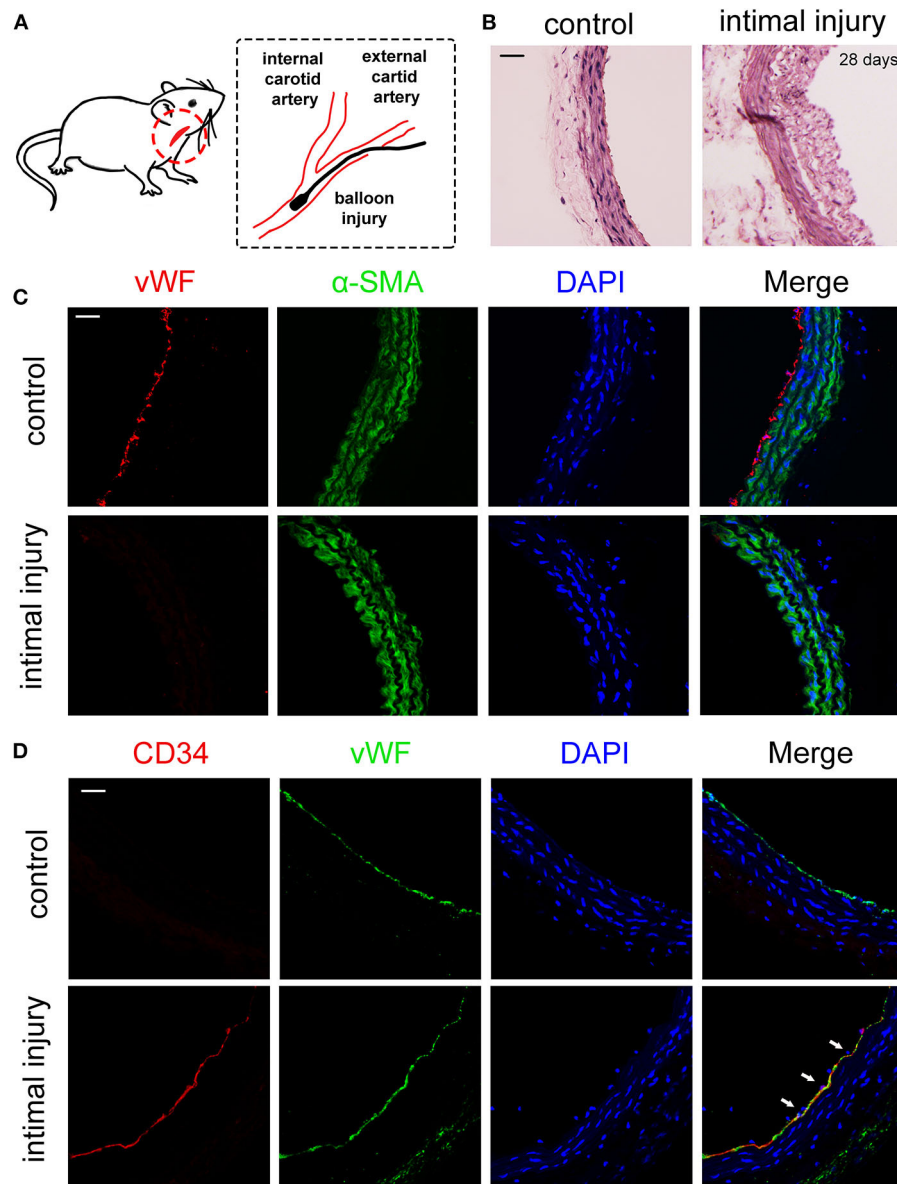 A
internal
carotid
artery
external
cartid
artery
balloon
injury
B
control
intimal injury
28 days
C
vWF
α-SMA
DAPI
Merge
control
intimal injury
D
CD34
vWF
DAPI
Merge
control
intimal injury